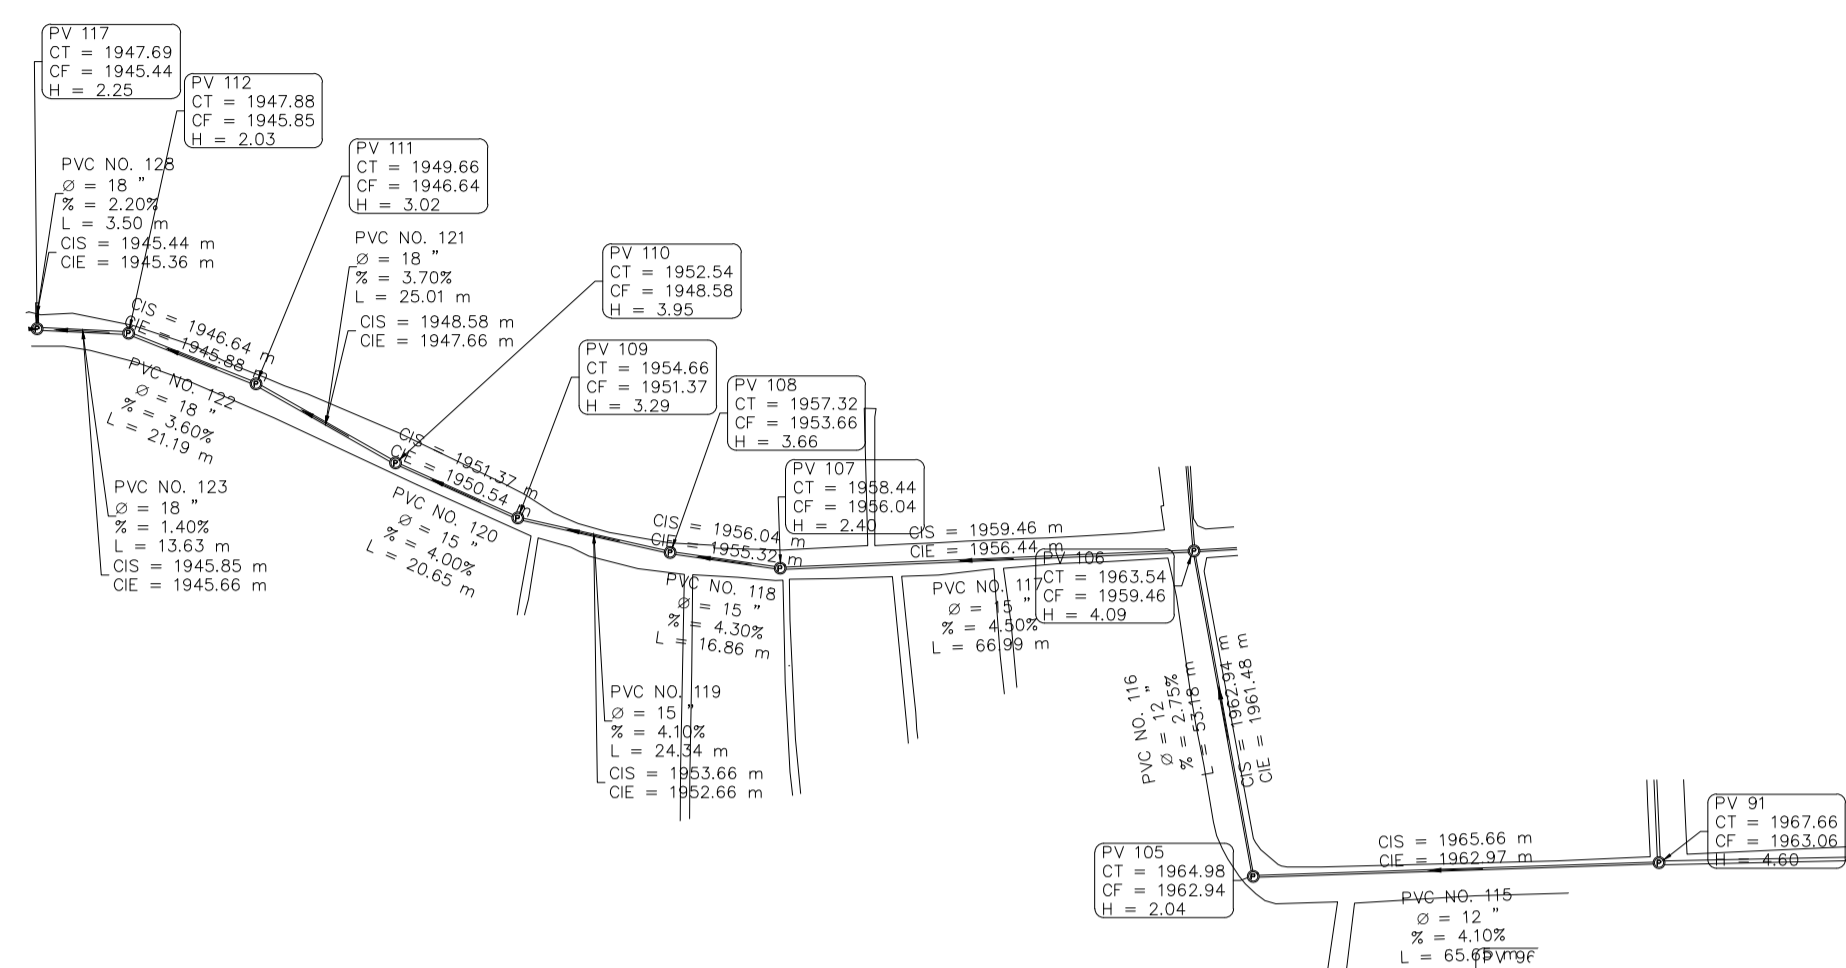 PV 117
CT = 1947.69
CF = 1945.44
H = 2.25
PV 112
CT = 1947.88
CF = 1945.85
H = 2.03
PV 111
CT = 1949.66
CF = 1946.64
H = 3.02
PVC NO. 128
Ø = 18 "
% = 2.20%
L = 3.50 m
CIS = 1945.44 m
CIE = 1945.36 m
PVC NO. 121
Ø = 18 "
% = 3.70%
L = 25.01 m
CIS = 1948.58 m
CIE = 1947.66 m
PV 110
CT = 1952.54
CF = 1948.58
H = 3.95
CIS = 1946.64 m
CIE = 1945.88 m
PVC NO. 122
Ø = 18 "
% = 3.60%
L = 21.19 m
PV 109
CT = 1954.66
CF = 1951.37
H = 3.29
PV 108
CT = 1957.32
CF = 1953.66
H = 3.66
PV 107
CT = 1958.44
CF = 1956.04
H = 2.40
CIS = 1951.37 m
CIE = 1950.54 m
PVC NO. 123
Ø = 18 "
% = 1.40%
L = 13.63 m
CIS = 1945.85 m
CIE = 1945.66 m
PVC NO. 120
Ø = 15 "
% = 4.00%
L = 20.65 m
CIS = 1956.04 m
CIE = 1955.32 m
PVC NO. 118
Ø = 15 "
% = 4.30%
L = 16.86 m
CIS = 1959.46 m
CIE = 1956.44 m
PVC NO. 117
Ø = 15 "
% = 4.50%
L = 66.99 m
PV 106
CT = 1963.54
CF = 1959.46
H = 4.09
PVC NO. 119
Ø = 15 "
% = 4.10%
L = 24.34 m
CIS = 1953.66 m
CIE = 1952.66 m
PVC NO. 116
Ø = 12 "
% = 2.75%
L = 53.18 m
CIS = 1962.94 m
CIE = 1961.48 m
PV 91
CT = 1967.66
CF = 1963.06
H = 4.60
CIS = 1965.66 m
CIE = 1962.97 m
PV 105
CT = 1964.98
CF = 1962.94
H = 2.04
PVC NO. 115
Ø = 12 "
% = 4.10%
L = 65.65 m
PV